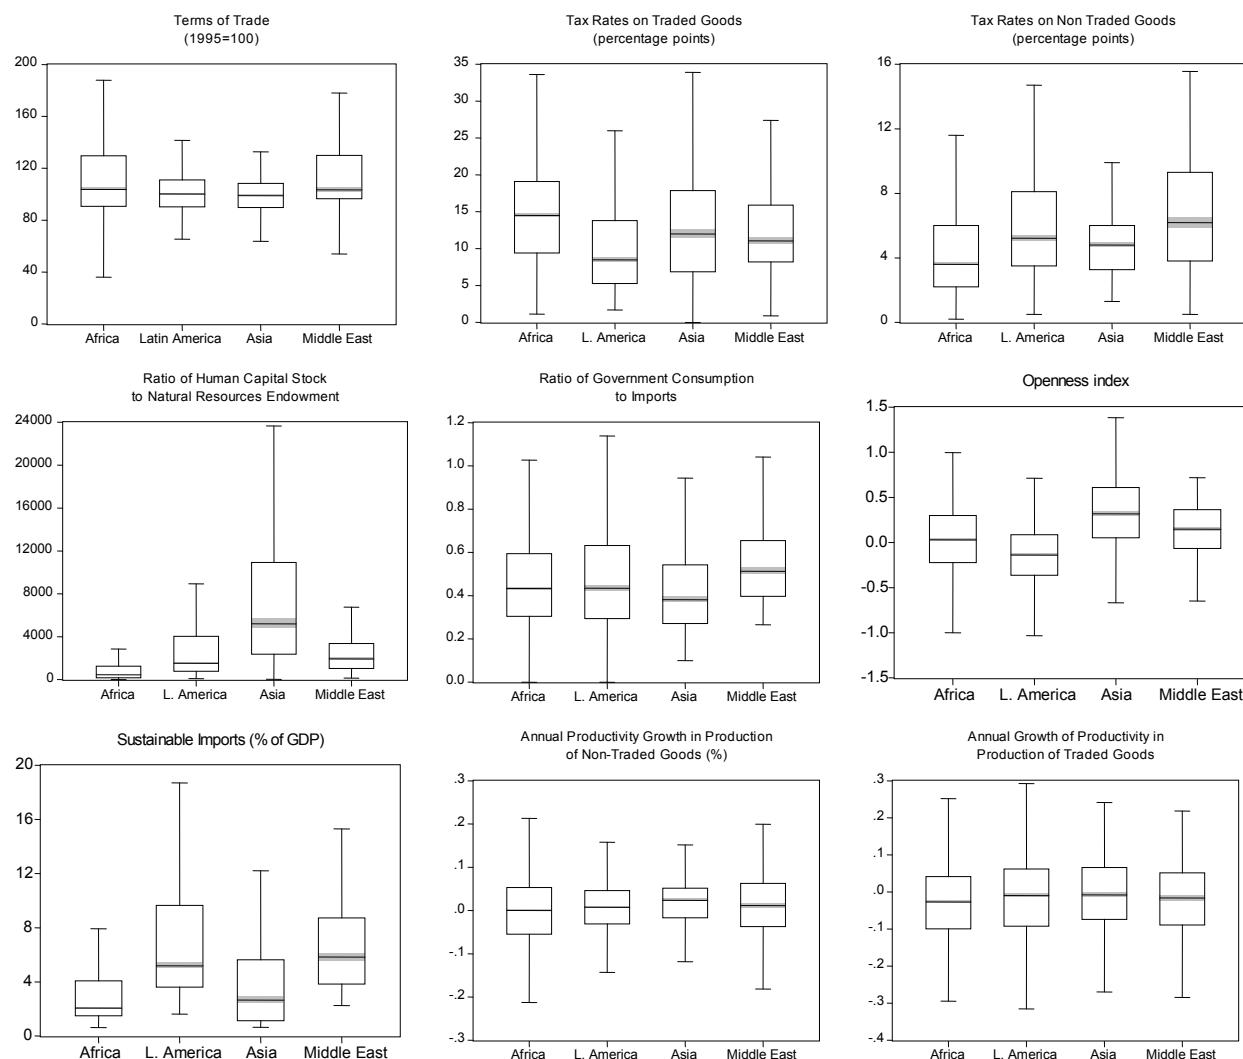 Terms of Trade
(1995=100)
200
160
120
80
40
0
Africa Latin America Asia Middle East
Tax Rates on Traded Goods
(percentage points)
35
30
25
20
15
10
5
0
Africa L. America Asia Middle East
Tax Rates on Non Traded Goods
(percentage points)
16
12
8
4
0
Africa L. America Asia Middle East
Ratio of Human Capital Stock
to Natural Resources Endowment
24000
20000
16000
12000
8000
4000
0
Africa L. America Asia Middle East
Ratio of Government Consumption
to Imports
1.2
1.0
0.8
0.6
0.4
0.2
0.0
Africa L. America Asia Middle East
Openness index
1.5
1.0
0.5
0.0
-0.5
-1.0
-1.5
Africa L. America Asia Middle East
Sustainable Imports (% of GDP)
20
16
12
8
4
0
Africa L. America Asia Middle East
Annual Productivity Growth in Production
of Non-Traded Goods (%)
.3
.2
.1
.0
-.1
-.2
-.3
Africa L. America Asia Middle East
Annual Growth of Productivity in
Production of Traded Goods
.3
.2
.1
.0
-.1
-.2
-.3
-.4
Africa L. America Asia Middle East